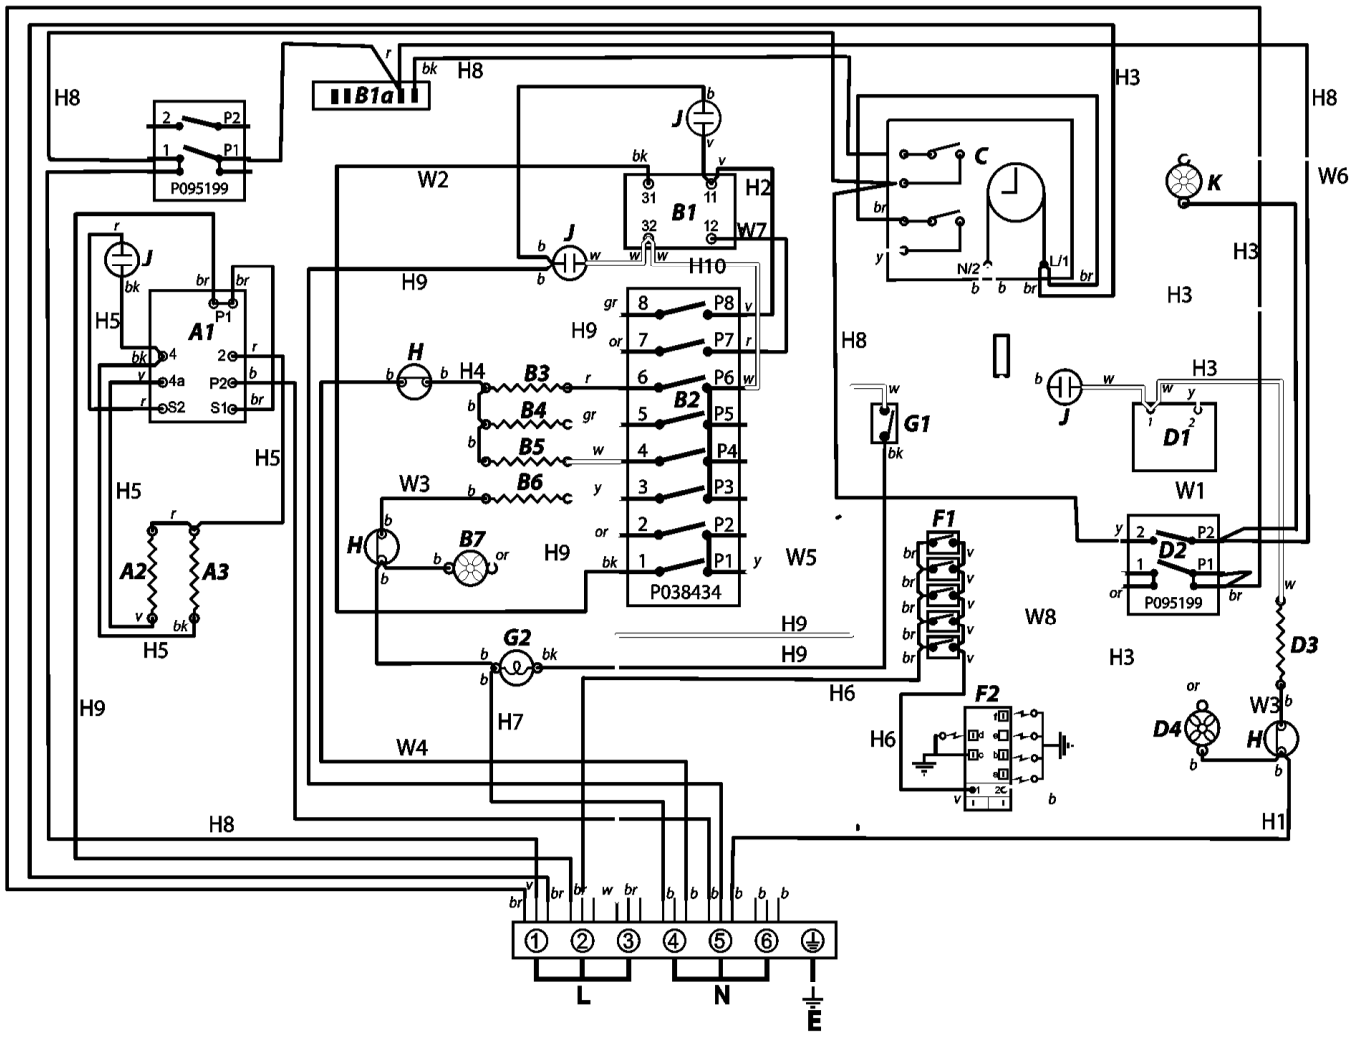 r
bk
H8
H3
H8
B1a
H8
2
P2
1
P1
P095199
b
J
v
bk
v
W2
H2
31
11
B1
32
12
W7
K
W6
C
br
y
N/2
L/1
b
b
br
br
H3
H3
r
J
bk
br
br
P1
A1
H5
bk
4
2
r
v
4a
P2
b
r
S2
S1
br
J
b
b
w
w
w
H10
H9
gr
8
P8
v
H9
or
7
P7
r
H
b
b
H4
B3
r
6
P6
w
B2
B4
gr
5
P5
b
B5
w
4
P4
B6
y
3
P3
b
W3
or
2
P2
bk
1
P1
y
P038434
W5
H9
b
H
b
b
B7
or
H8
w
G1
bk
b
w
J
H3
w
y
1
2
D1
W1
y
2
P2
D2
1
P1
or
br
P095199
H5
H5
r
A2
A3
v
bk
H5
F1
br
v
br
v
br
v
br
v
br
v
W8
H3
w
D3
H9
H9
G2
b
bk
b
H7
H6
H6
F2
f
d
e
c
b
a
1
2
v
b
or
D4
b
W3
b
H
b
H1
H9
W4
H8
br
v
br
br
w
br
b
b
b
b
b
b
1
2
3
4
5
6
L
N
E